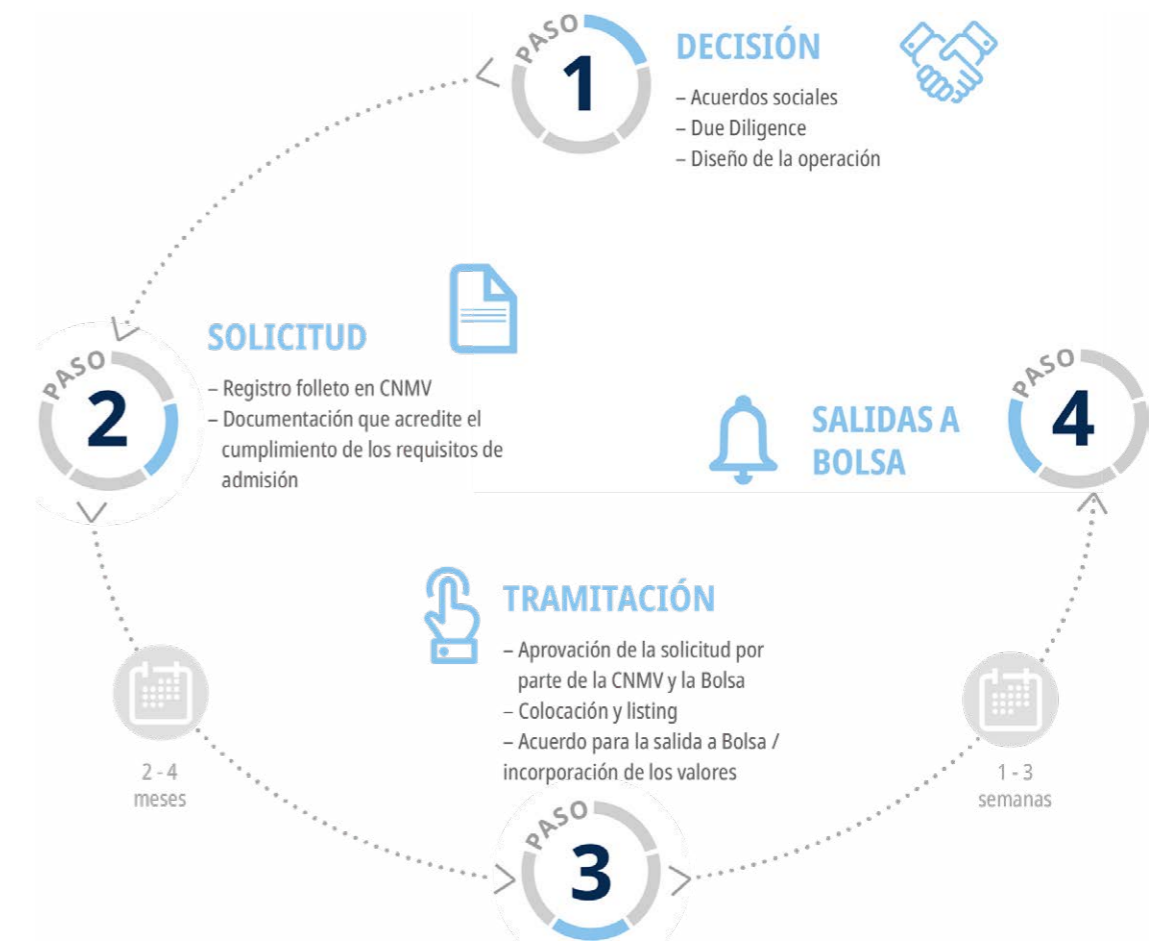 PASO
1
DECISIÓN
– Acuerdos sociales
– Due Diligence
– Diseño de la operación
PASO
2
SOLICITUD
– Registro folleto en CNMV
– Documentación que acredite el
cumplimiento de los requisitos de
admisión
2 - 4
meses
PASO
3
TRAMITACIÓN
– Aprovación de la solicitud por
parte de la CNMV y la Bolsa
– Colocación y listing
– Acuerdo para la salida a Bolsa /
incorporación de los valores
1 - 3
semanas
PASO
4
SALIDAS A
BOLSA